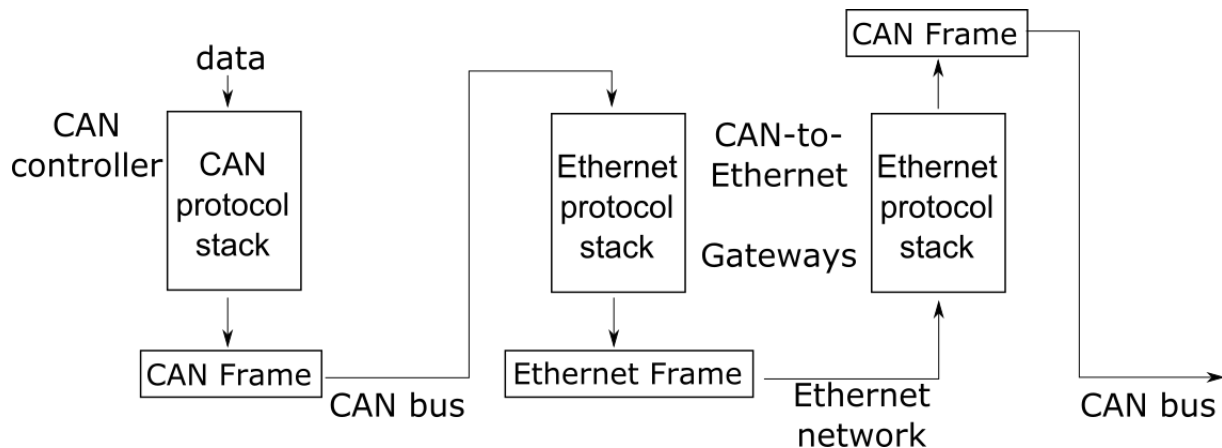 data
CAN
controller
CAN
protocol
stack
CAN Frame
CAN bus
Ethernet
protocol
stack
Ethernet Frame
CAN-to-
Ethernet
Gateways
Ethernet
network
Ethernet
protocol
stack
CAN Frame
CAN bus